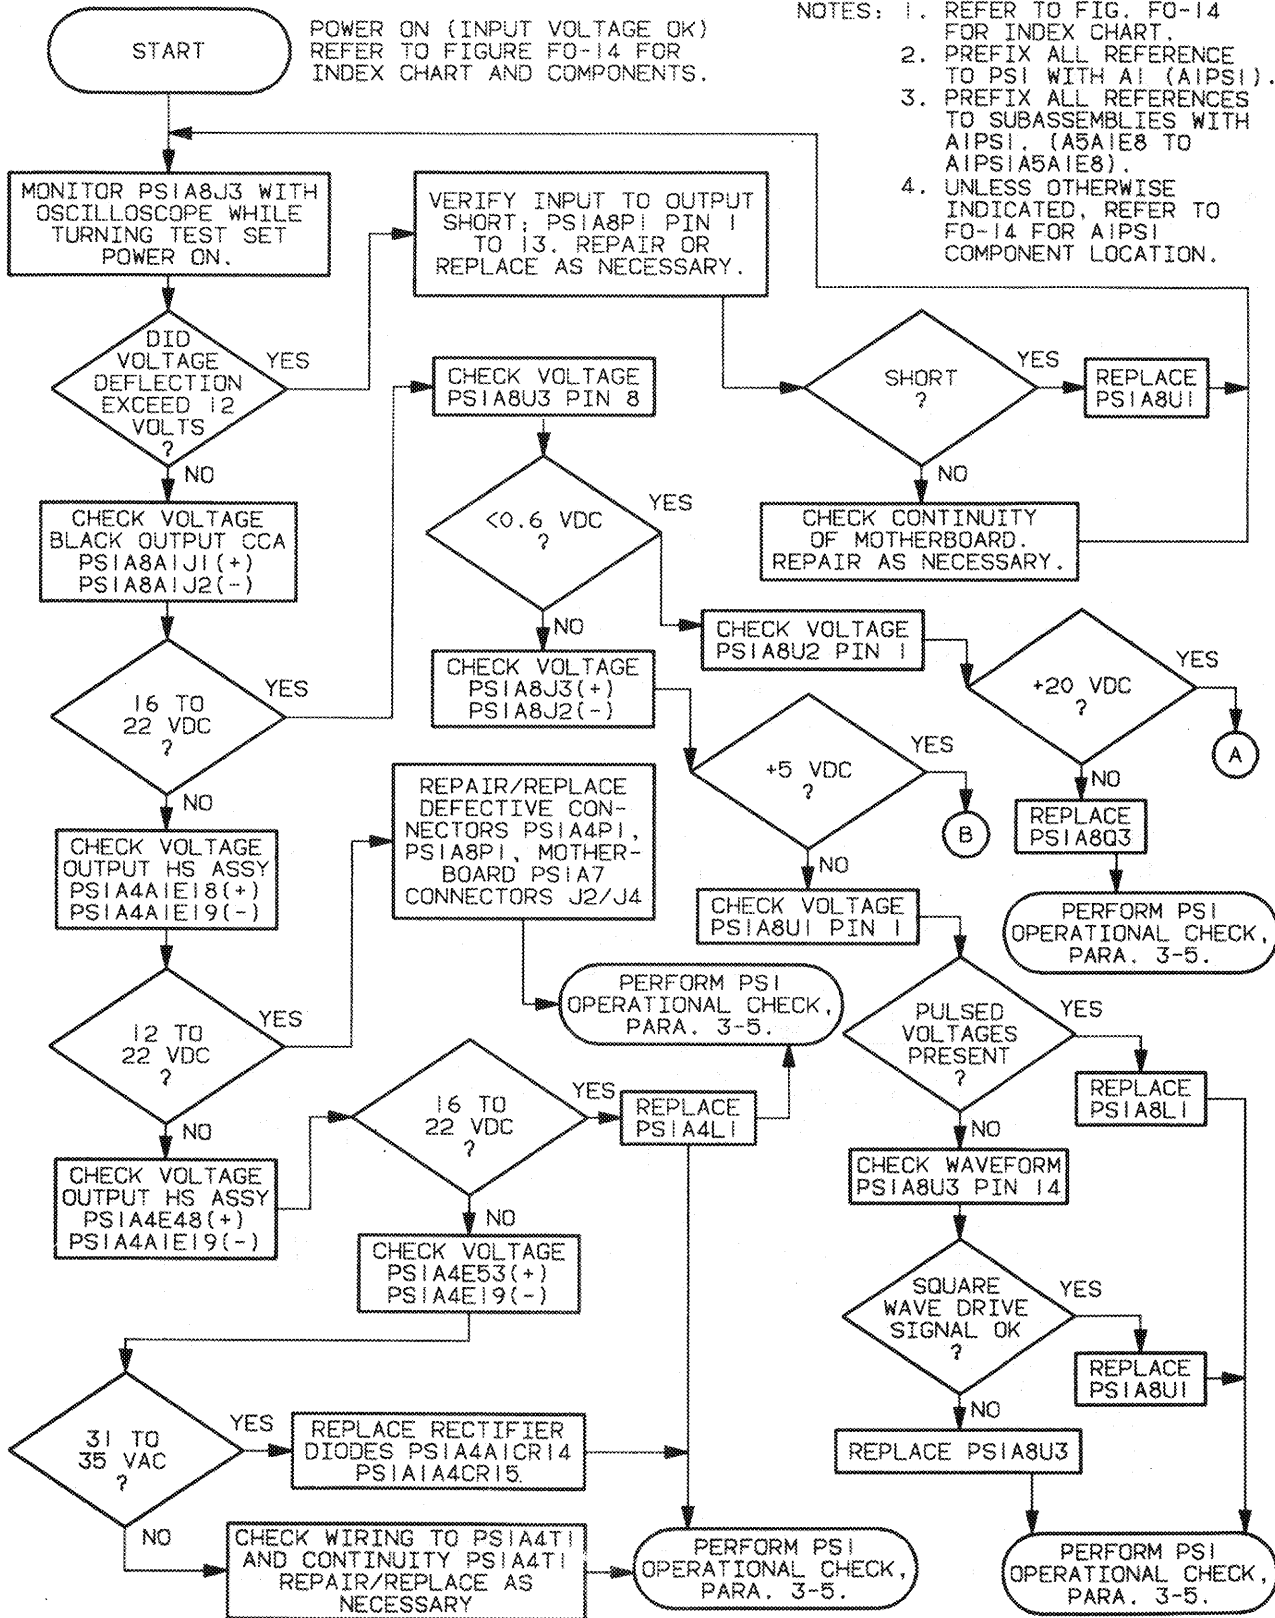 START
POWER ON (INPUT VOLTAGE OK)
REFER TO FIGURE FO-14 FOR
INDEX CHART AND COMPONENTS.
NOTES: 1. REFER TO FIG. FO-14
FOR INDEX CHART.
2. PREFIX ALL REFERENCE
TO PS1 WITH A1 (A1PS1).
3. PREFIX ALL REFERENCES
TO SUBASSEMBLIES WITH
A1PS1. (A5A1E8 TO
A1PS1A5A1E8).
4. UNLESS OTHERWISE
INDICATED, REFER TO
FO-14 FOR A1PS1
COMPONENT LOCATION.
MONITOR PS1A8J3 WITH
OSCILLOSCOPE WHILE
TURNING TEST SET
POWER ON.
VERIFY INPUT TO OUTPUT
SHORT; PS1A8P1 PIN 1
TO 13. REPAIR OR
REPLACE AS NECESSARY.
DID
VOLTAGE
DEFLECTION
EXCEED 12
VOLTS
?
YES
NO
SHORT
?
YES
NO
REPLACE
PS1A8U1
CHECK CONTINUITY
OF MOTHERBOARD.
REPAIR AS NECESSARY.
CHECK VOLTAGE
PS1A8U3 PIN 8
<0.6 VDC
?
YES
NO
CHECK VOLTAGE
BLACK OUTPUT CCA
PS1A8A1J1(+)
PS1A8A1J2(-)
16 TO
22 VDC
?
YES
NO
CHECK VOLTAGE
PS1A8J3(+)
PS1A8J2(-)
CHECK VOLTAGE
PS1A8U2 PIN 1
+20 VDC
?
YES
NO
A
REPLACE
PS1A8Q3
PERFORM PS1
OPERATIONAL CHECK,
PARA. 3-5.
+5 VDC
?
YES
NO
B
CHECK VOLTAGE
PS1A8U1 PIN 1
REPAIR/REPLACE
DEFECTIVE CON-
NECTORS PS1A4P1,
PS1A8P1, MOTHER-
BOARD PS1A7
CONNECTORS J2/J4
CHECK VOLTAGE
OUTPUT HS ASSY
PS1A4A1E18(+)
PS1A4A1E19(-)
12 TO
22 VDC
?
YES
NO
PERFORM PS1
OPERATIONAL CHECK,
PARA. 3-5.
PULSED
VOLTAGES
PRESENT
?
YES
NO
REPLACE
PS1A8L1
CHECK VOLTAGE
OUTPUT HS ASSY
PS1A4E48(+)
PS1A4A1E19(-)
16 TO
22 VDC
?
YES
NO
REPLACE
PS1A4L1
CHECK WAVEFORM
PS1A8U3 PIN 14
CHECK VOLTAGE
PS1A4E53(+)
PS1A4E19(-)
SQUARE
WAVE DRIVE
SIGNAL OK
?
YES
NO
REPLACE
PS1A8U1
REPLACE PS1A8U3
31 TO
35 VAC
?
YES
NO
REPLACE RECTIFIER
DIODES PS1A4A1CR14
PS1A1A4CR15
CHECK WIRING TO PS1A4T1
AND CONTINUITY PS1A4T1
REPAIR/REPLACE AS
NECESSARY
PERFORM PS1
OPERATIONAL CHECK,
PARA. 3-5.
PERFORM PS1
OPERATIONAL CHECK,
PARA. 3-5.